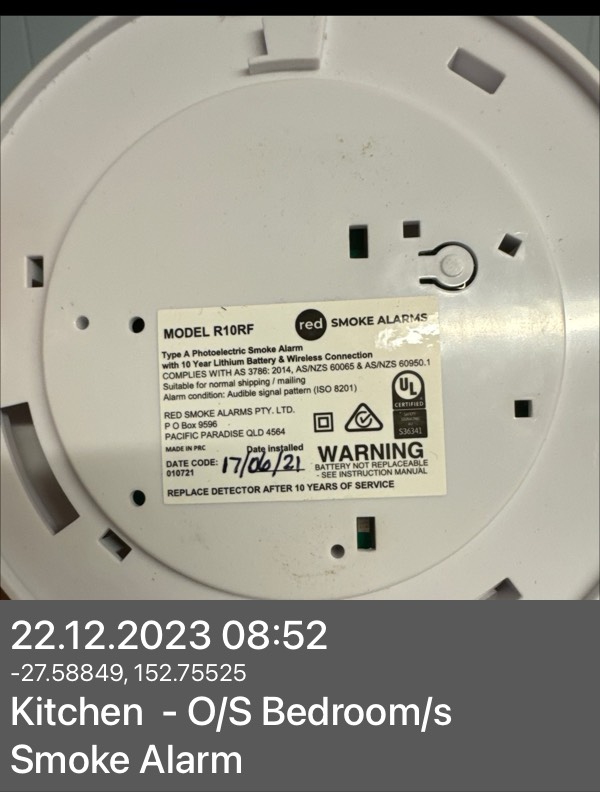 MODEL R10RF
red SMOKE ALARMS
Type A Photoelectric Smoke Alarm
with 10 Year Lithium Battery & Wireless Connection
COMPLIES WITH AS 3786: 2014, AS/NZS 60065 & AS/NZS 60950.1
Suitable for normal shipping / mailing
Alarm condition: Audible signal pattern (ISO 8201)
RED SMOKE ALARMS PTY. LTD.
P O Box 9596
PACIFIC PARADISE QLD 4564
UL
CERTIFIED
S36341
MADE IN PRC
Date installed
DATE CODE: 17/06/21
010721
WARNING
BATTERY NOT REPLACEABLE
- SEE INSTRUCTION MANUAL
REPLACE DETECTOR AFTER 10 YEARS OF SERVICE
22.12.2023 08:52
-27.58849, 152.75525
Kitchen - O/S Bedroom/s
Smoke Alarm